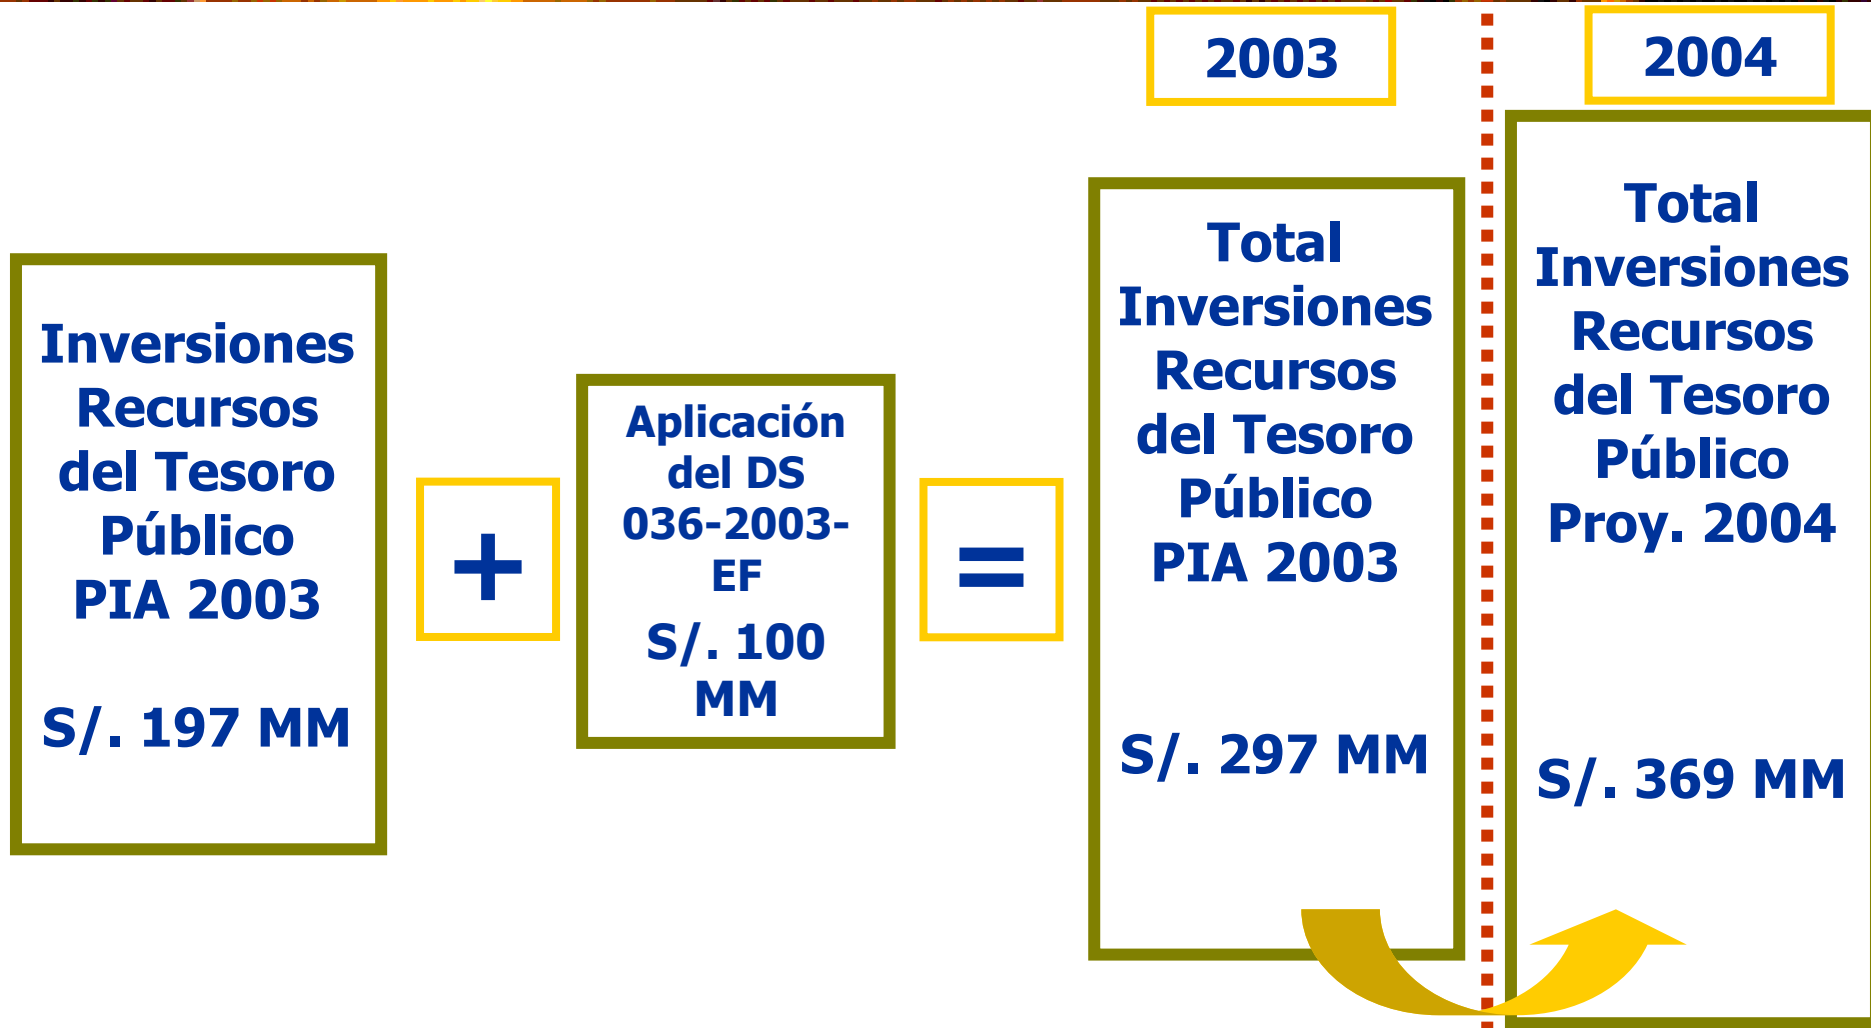 2003
2004
Inversiones
Recursos
del Tesoro
Público
PIA 2003
S/. 197 MM
+
Aplicación
del DS
036-2003-
EF
S/. 100
MM
=
Total
Inversiones
Recursos
del Tesoro
Público
PIA 2003
S/. 297 MM
Total
Inversiones
Recursos
del Tesoro
Público
Proy. 2004
S/. 369 MM